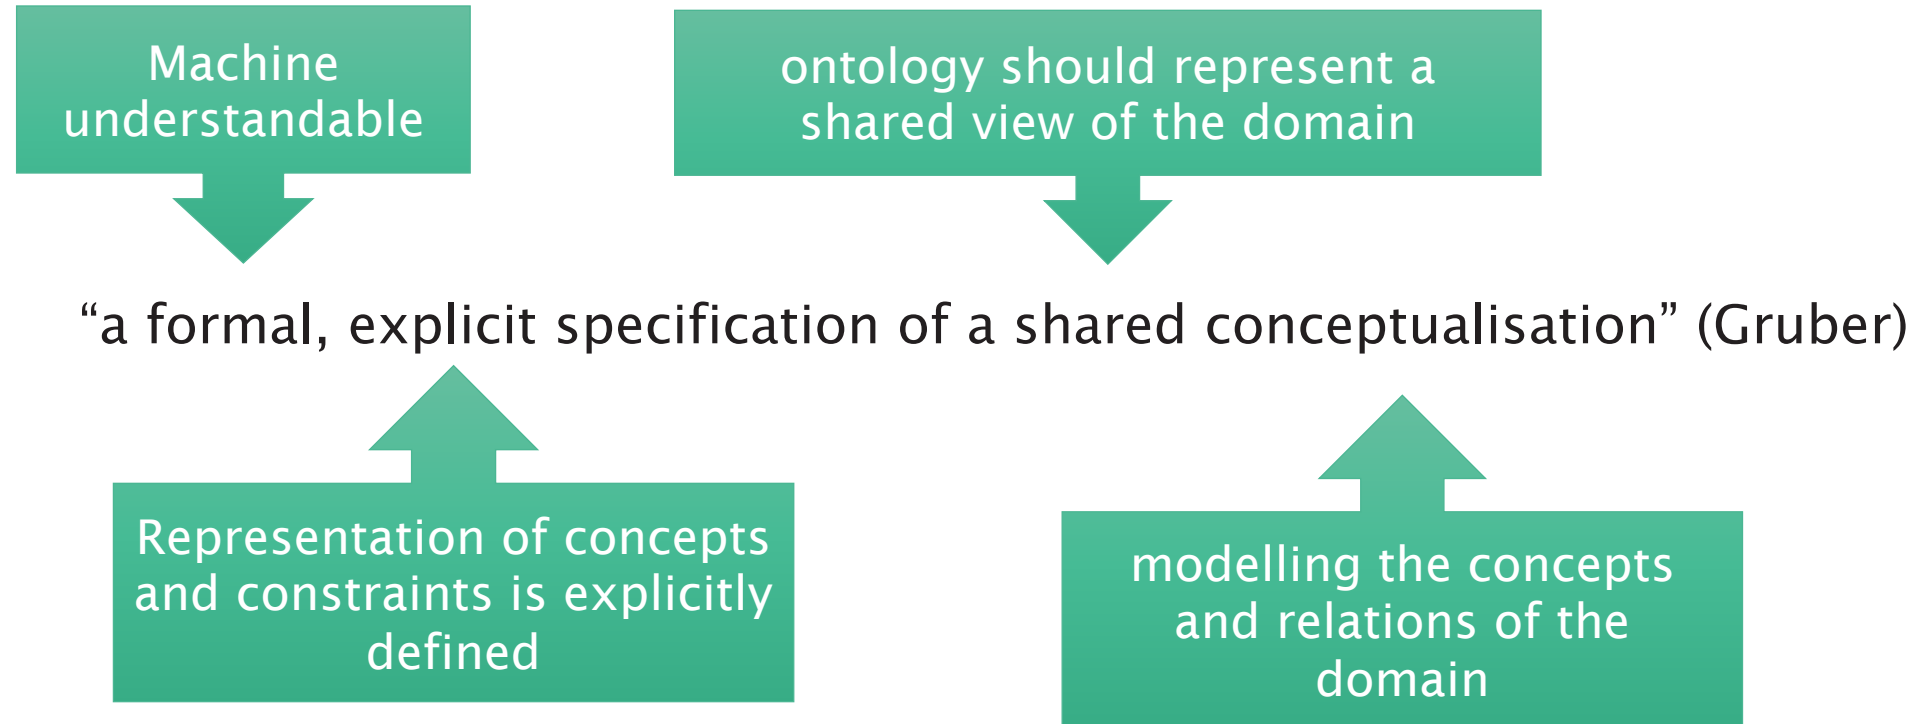 Machine
understandable
ontology should represent a
shared view of the domain
“a formal, explicit specification of a shared conceptualisation” (Gruber)
Representation of concepts
and constraints is explicitly
defined
modelling the concepts
and relations of the
domain